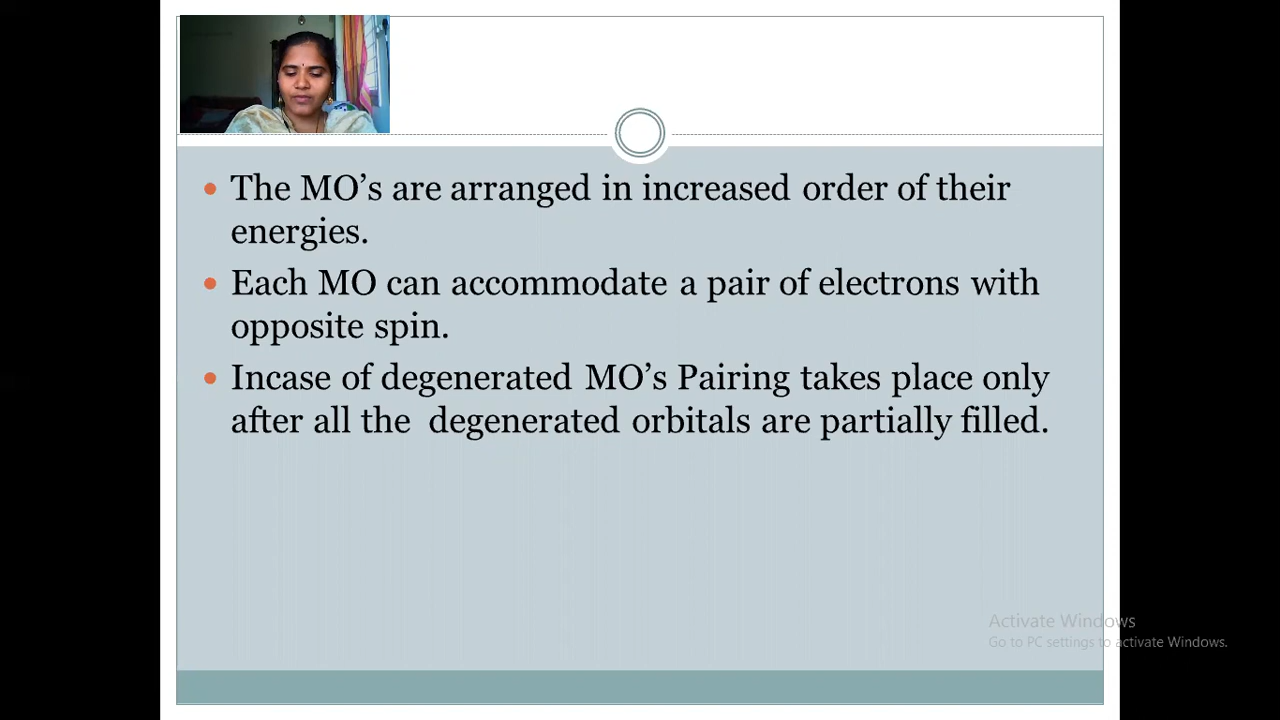 The MO’s are arranged in increased order of their
energies.
Each MO can accommodate a pair of electrons with
opposite spin.
Incase of degenerated MO’s Pairing takes place only
after all the degenerated orbitals are partially filled.
Activate Windows
Go to PC settings to activate Windows.